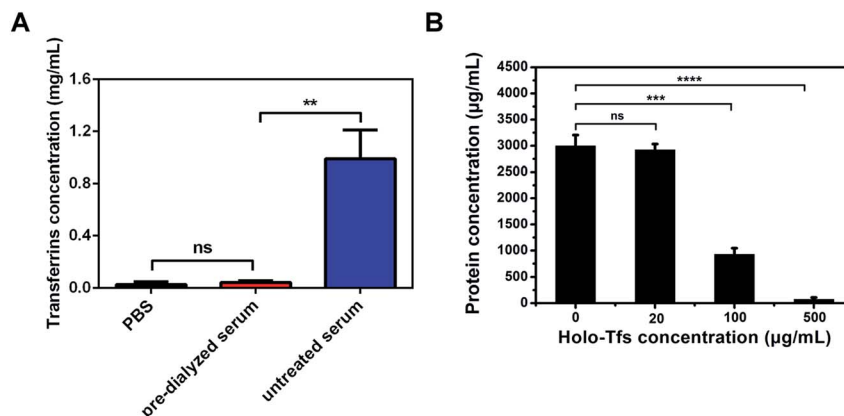 A
Transferrins concentration (mg/mL)
1.6
1.2
0.8
0.4
0.0
ns
**
PBS
pre-dialyzed serum
untreated serum
B
Protein concentration (µg/mL)
4500
4000
3500
3000
2500
2000
1500
1000
500
0
****
***
ns
0 20 100 500
Holo-Tfs concentration (µg/mL)